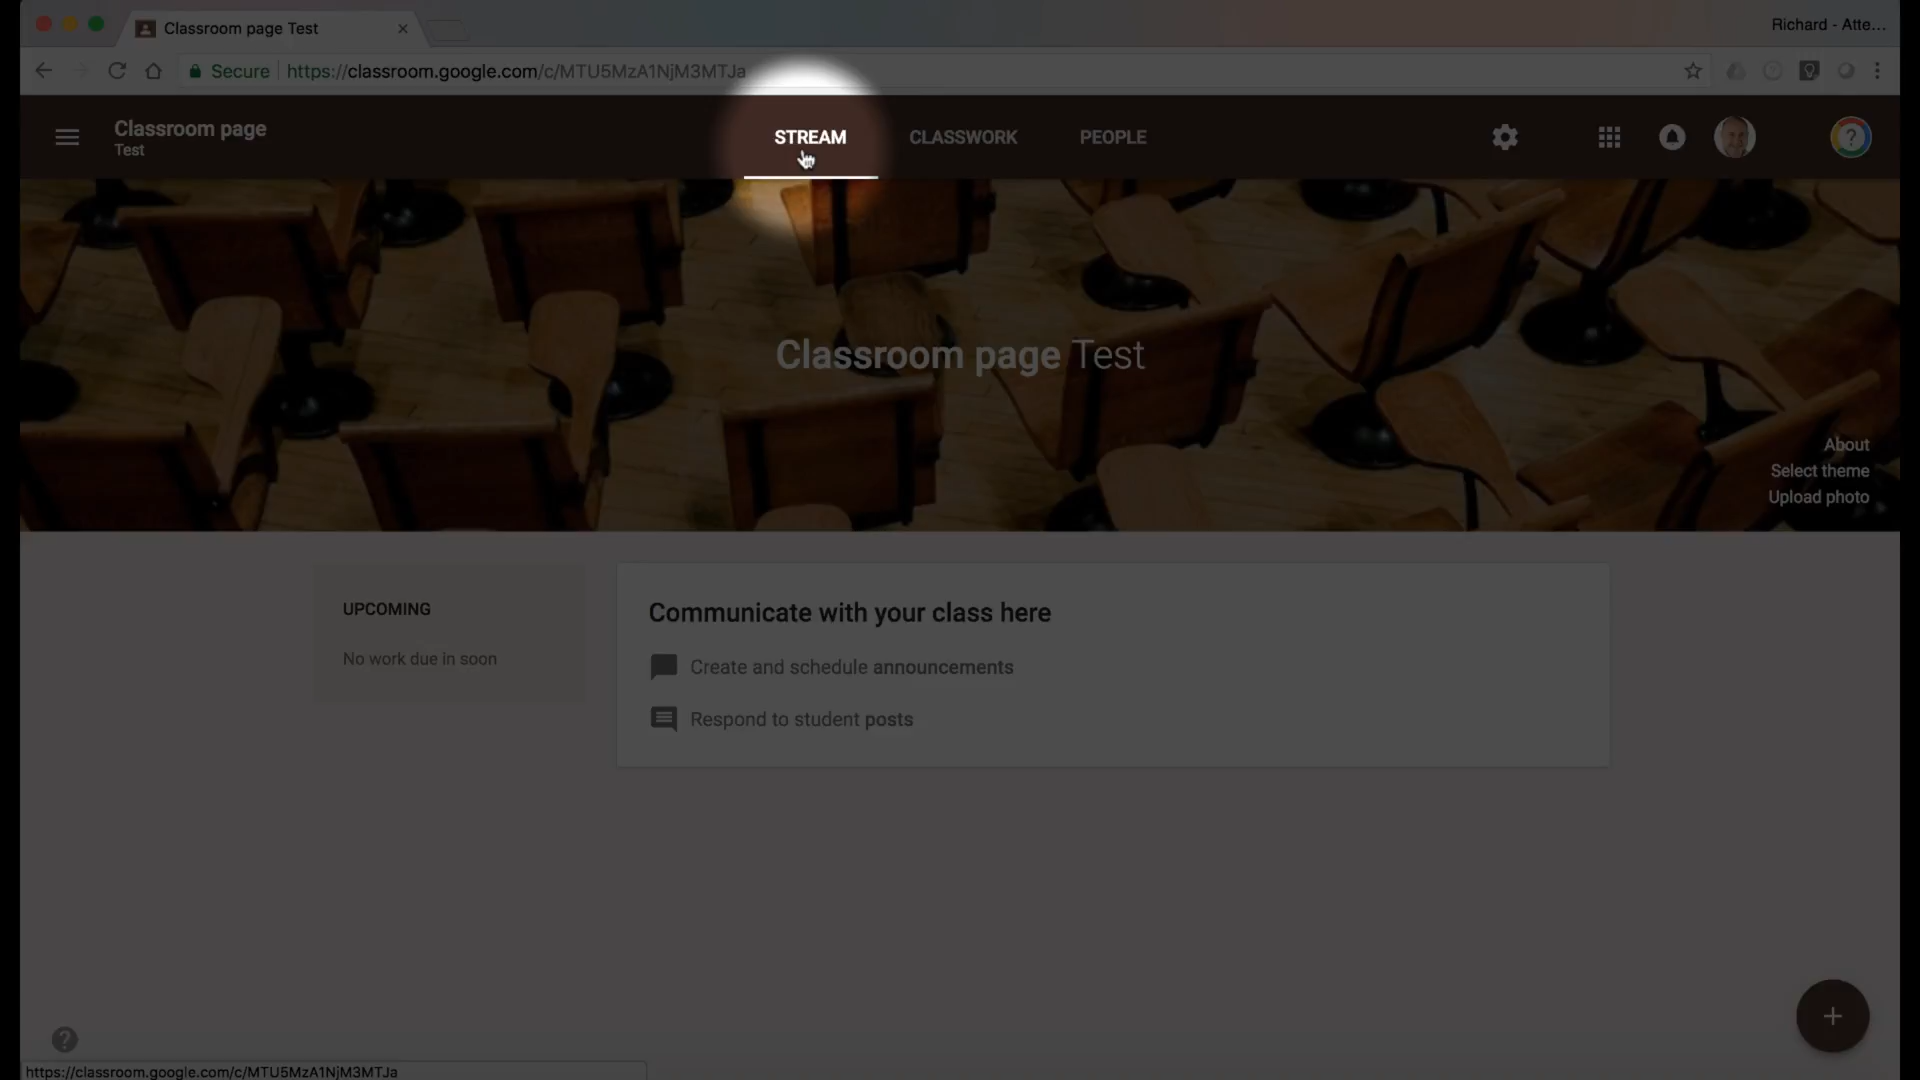 Classroom page Test
Richard - Atte...
Secure
https://classroom.google.com/c/MTU5MzA1NjM3MTJa
Classroom page
Test
STREAM
CLASSWORK
PEOPLE
?
Classroom page Test
About
Select theme
Upload photo
UPCOMING
No work due in soon
Communicate with your class here
Create and schedule announcements
Respond to student posts
?
https://classroom.google.com/c/MTU5MzA1NjM3MTJa